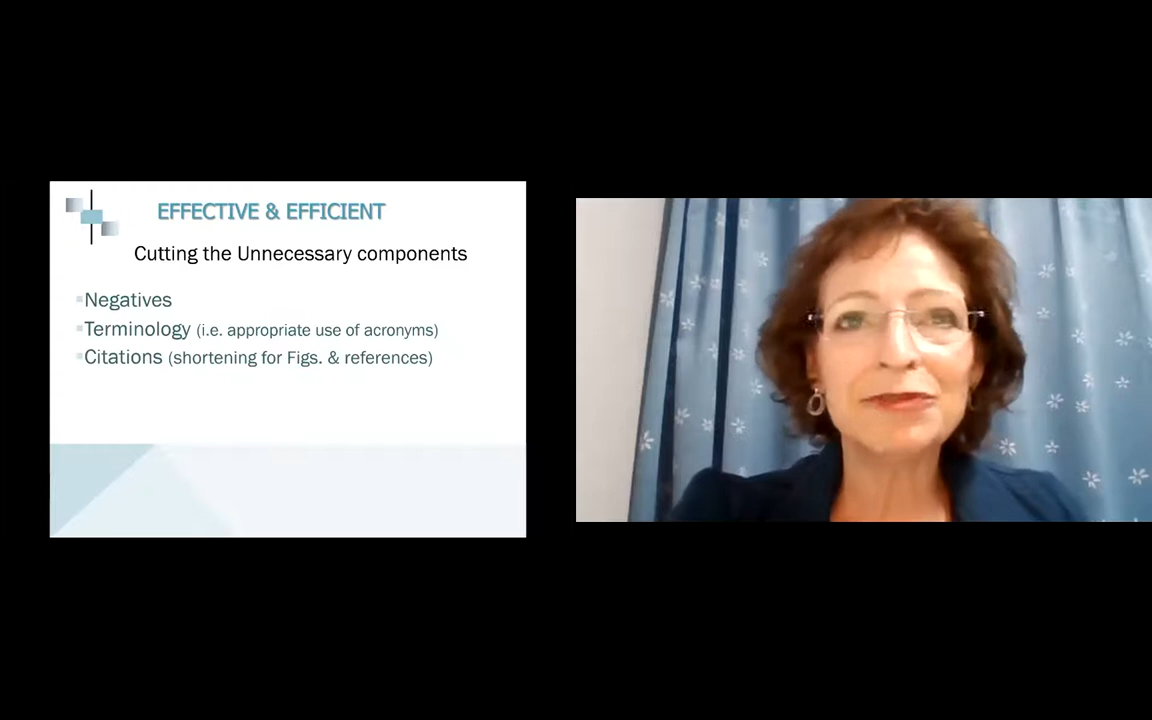 EFFECTIVE & EFFICIENT
Cutting the Unnecessary components
Negatives
Terminology (i.e. appropriate use of acronyms)
Citations (shortening for Figs. & references)